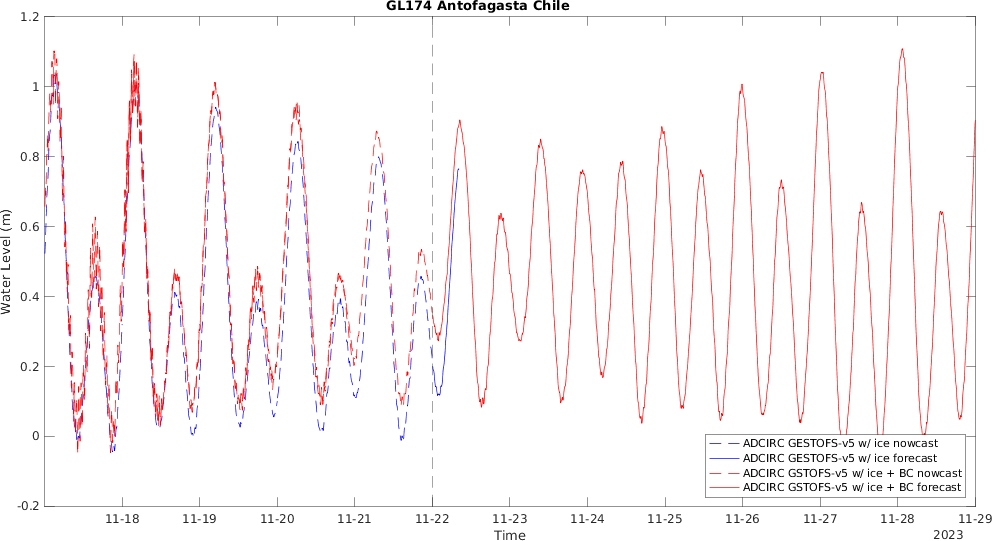 GL174 Antofagasta Chile
1.2
1
0.8
0.6
0.4
0.2
0
-0.2
Water Level (m)
ADCIRC GESTOFS-v5 w/ ice nowcast
ADCIRC GESTOFS-v5 w/ ice forecast
ADCIRC GSTOFS-v5 w/ ice + BC nowcast
ADCIRC GSTOFS-v5 w/ ice + BC forecast
11-18 11-19 11-20 11-21 11-22 11-23 11-24 11-25 11-26 11-27 11-28 11-29
Time
2023